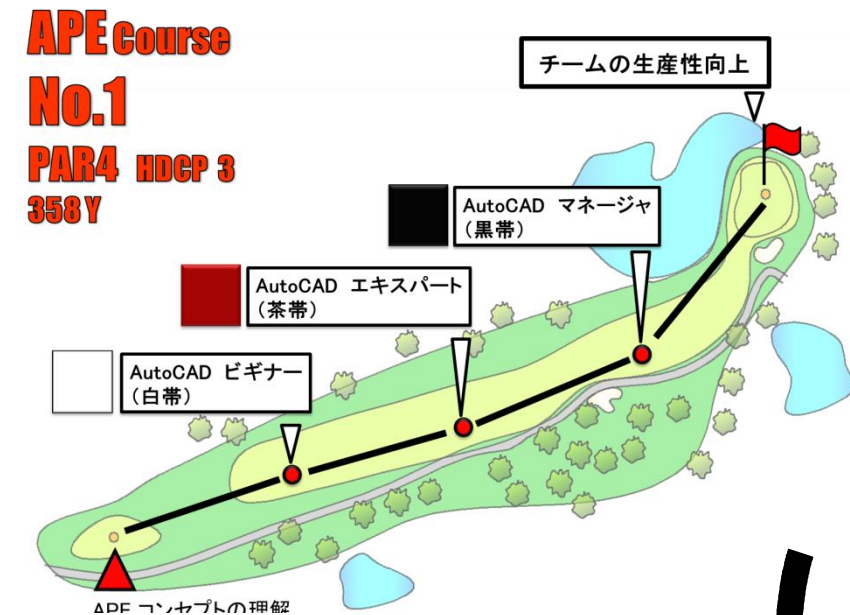 APE Course
No.1
PAR4 HDCP 3
358Y
チームの生産性向上
AutoCAD マネージャ
（黒帯）
AutoCAD エキスパート
（茶帯）
AutoCAD ビギナー
（白帯）
APE コンセプトの理解